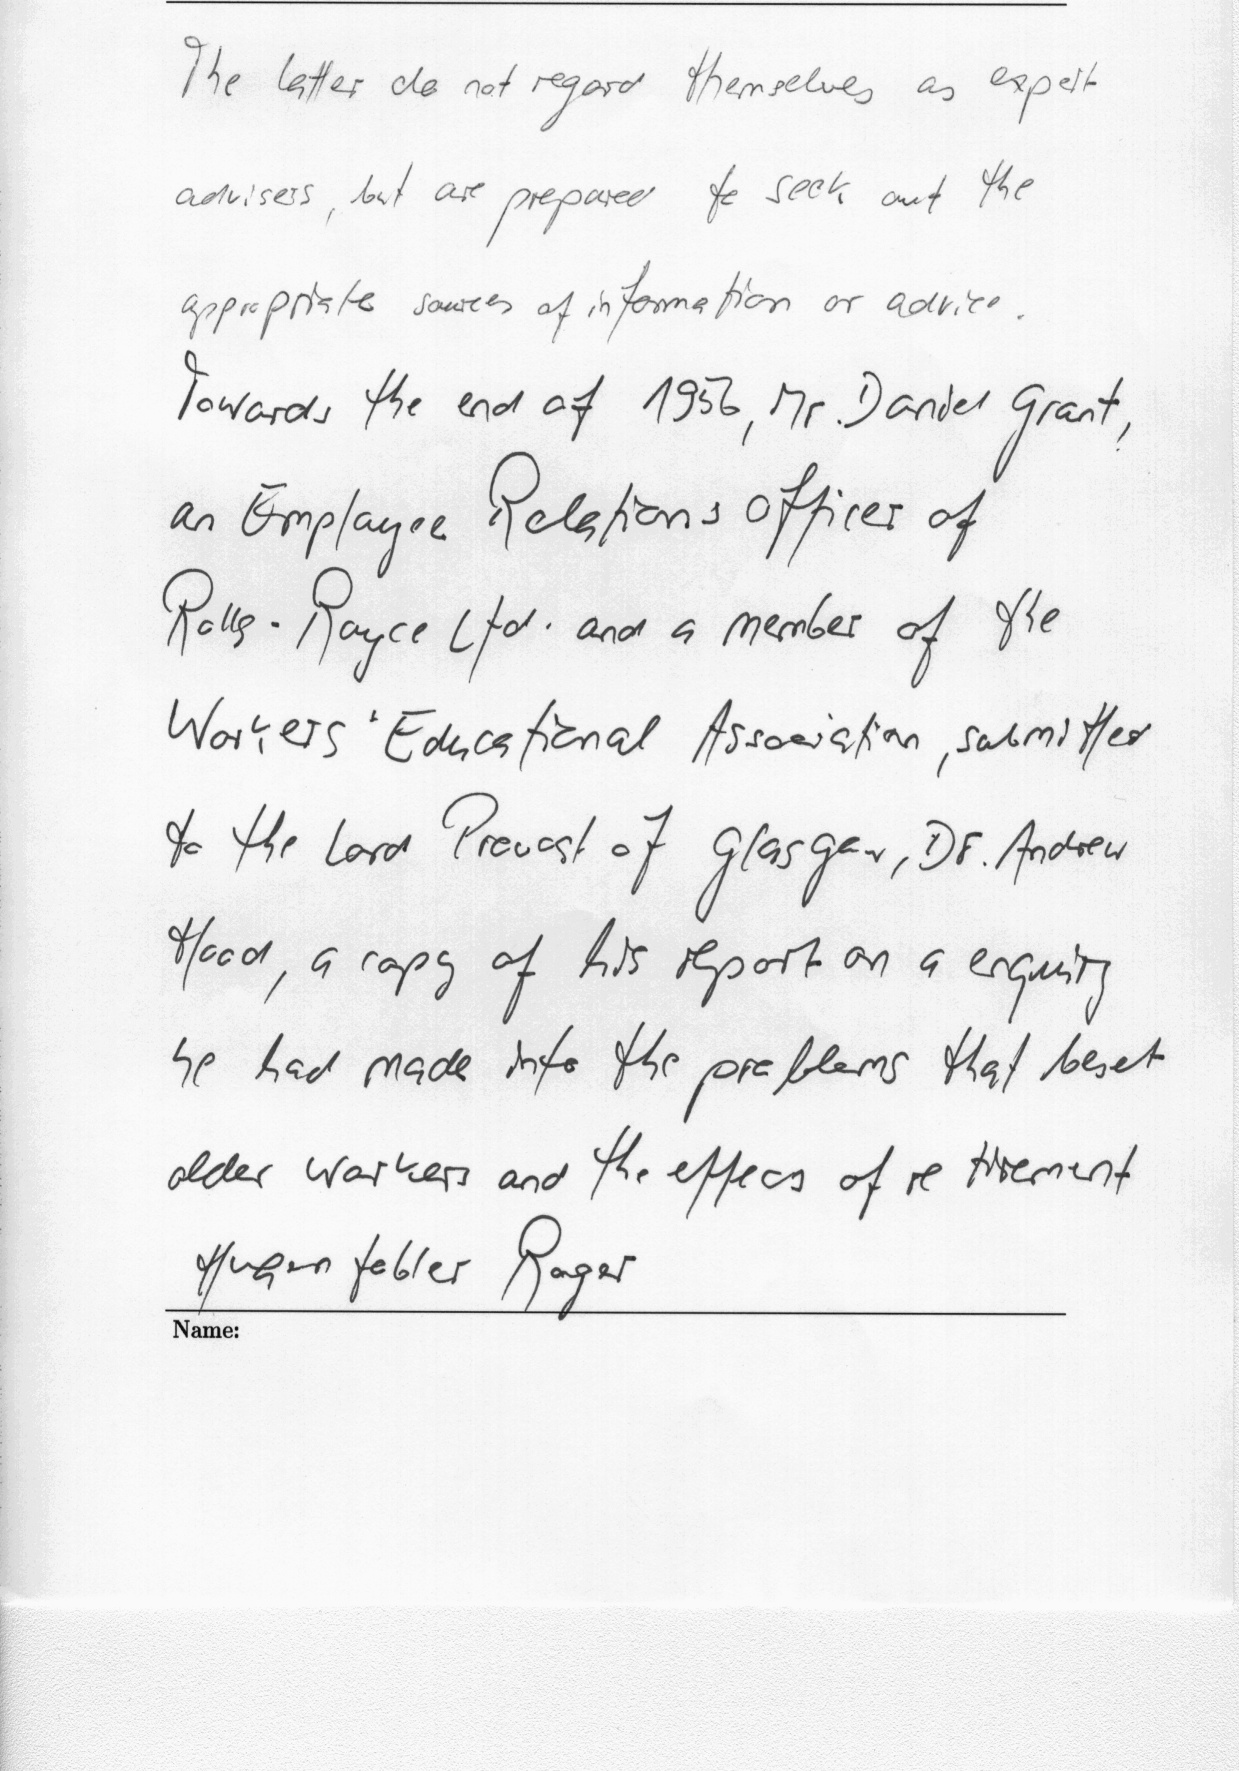 The latter do not regard themselves as expert
advisers, but are prepared to seek out the
appropriate sources of information or advice.
Towards the end of 1956, Mr. Daniel Grant,
an Employee Relations Officer of
Rolls-Royce Ltd. and a member of the
Workers' Educational Association, submitted
to the Lord Provost of Glasgow, Dr. Andrew
Hood, a copy of his report on a enquiry
he had made into the problems that beset
older workers and the effecs of retirement
Roger
Name: